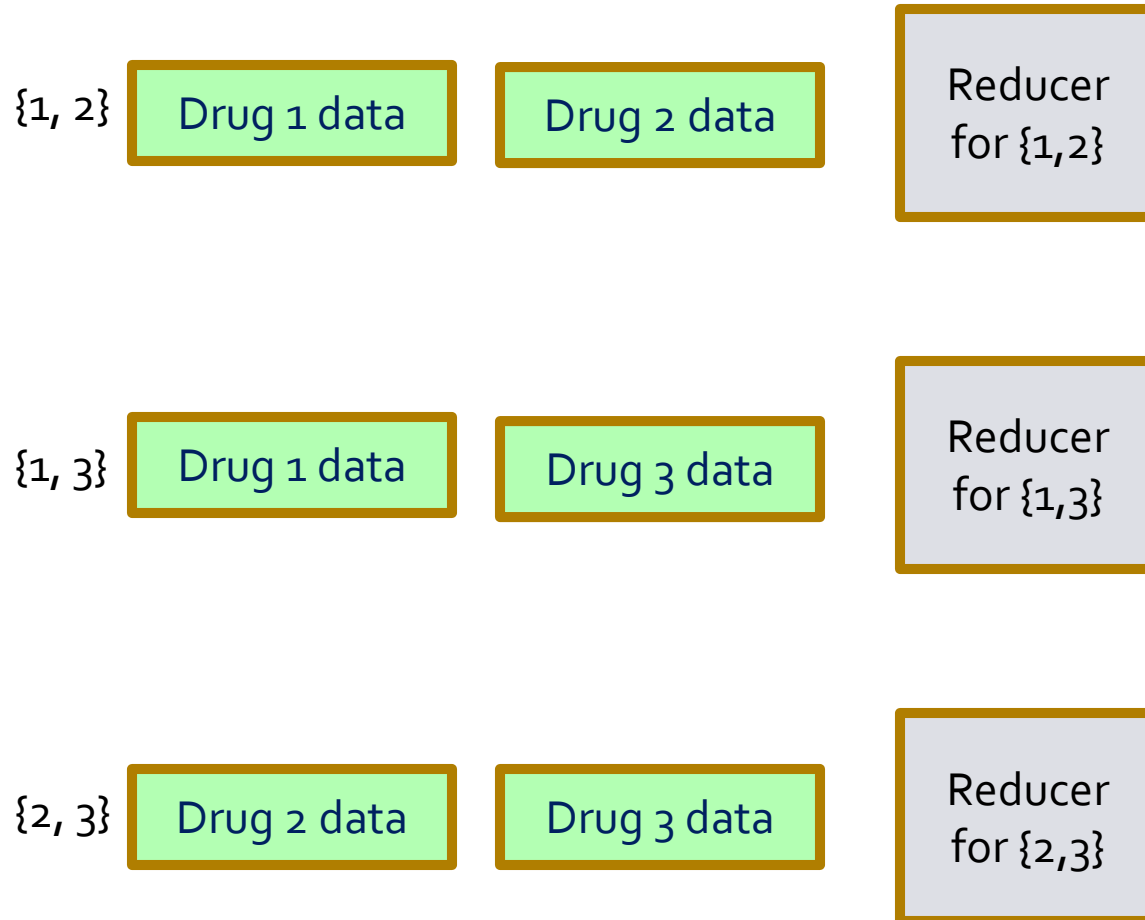 {1, 2}
Drug 1 data
Drug 2 data
Reducer
for {1,2}
{1, 3}
Drug 1 data
Drug 3 data
Reducer
for {1,3}
{2, 3}
Drug 2 data
Drug 3 data
Reducer
for {2,3}